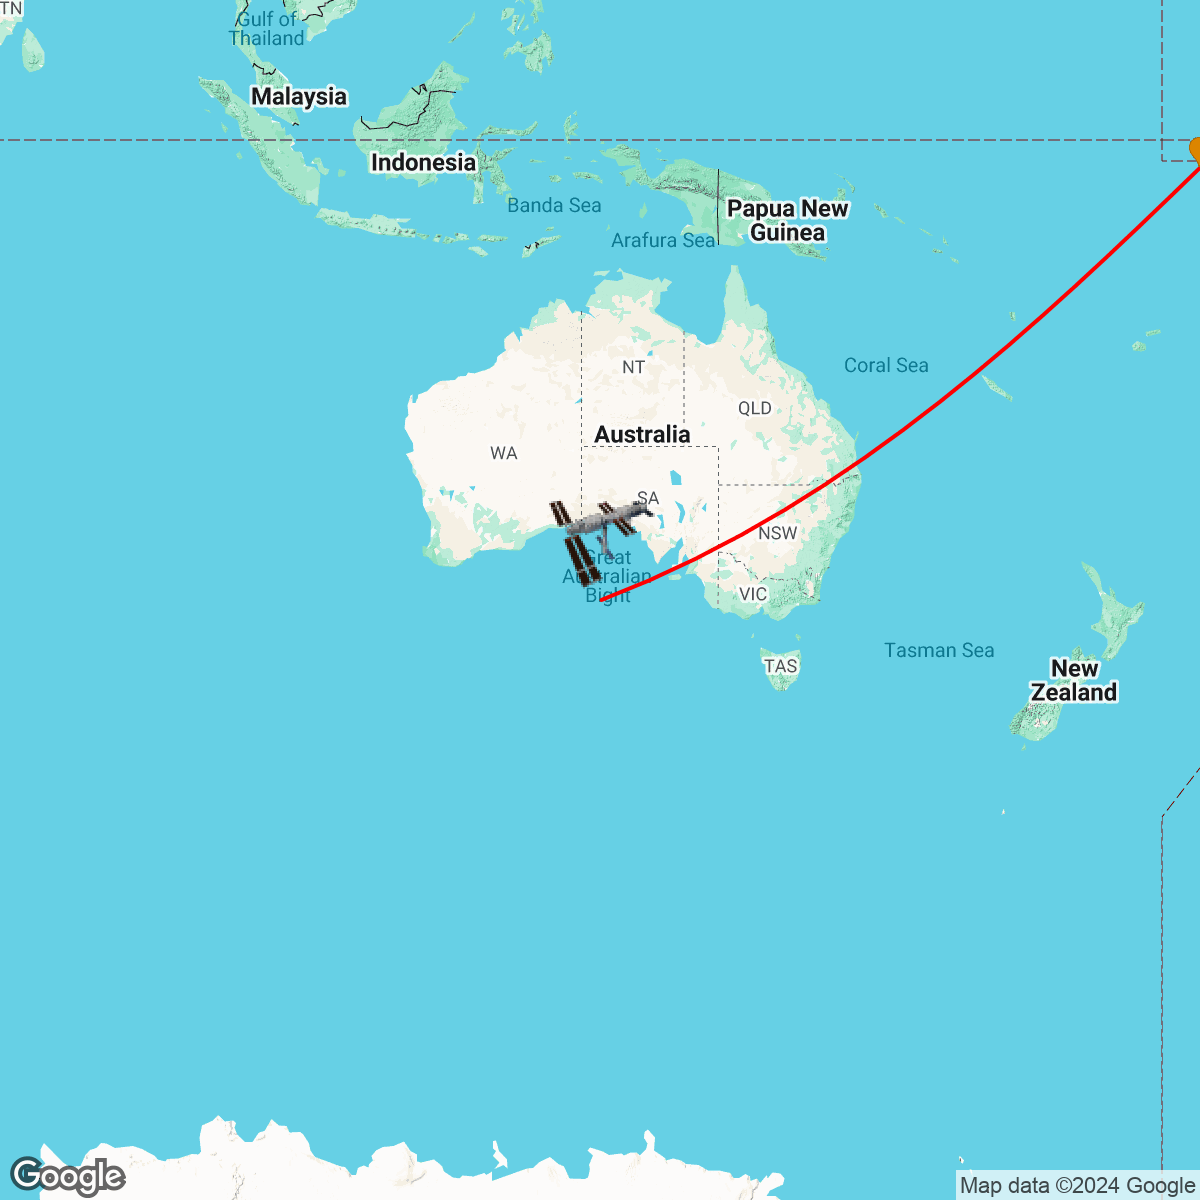 TN
Gulf of
Thailand
Malaysia
Indonesia
Banda Sea
Papua New
Guinea
Arafura Sea
NT
Coral Sea
QLD
Australia
WA
SA
NSW
Great
Australian
Bight
VIC
Tasman Sea
TAS
New
Zealand
Google
Map data ©2024 Google